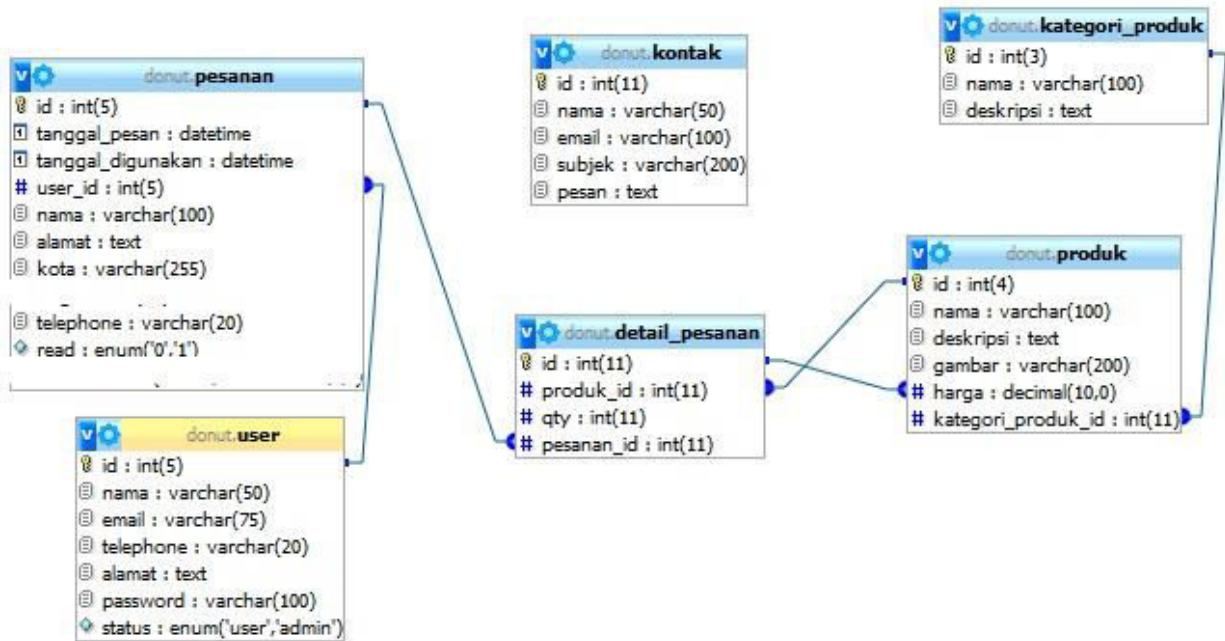 donut.pesanan
id : int(5)
tanggal_pesan : datetime
tanggal_digunakan : datetime
# user_id : int(5)
nama : varchar(100)
alamat : text
kota : varchar(255)
telephone : varchar(20)
read : enum('0','1')
donut.user
id : int(5)
nama : varchar(50)
email : varchar(75)
telephone : varchar(20)
alamat : text
password : varchar(100)
status : enum('user','admin')
donut.kontak
id : int(11)
nama : varchar(50)
email : varchar(100)
subjek : varchar(200)
pesan : text
donut.detail_pesanan
id : int(11)
# produk_id : int(11)
# qty : int(11)
# pesanan_id : int(11)
donut.kategori_produk
id : int(3)
nama : varchar(100)
deskripsi : text
donut.produk
id : int(4)
nama : varchar(100)
deskripsi : text
gambar : varchar(200)
# harga : decimal(10,0)
# kategori_produk_id : int(11)